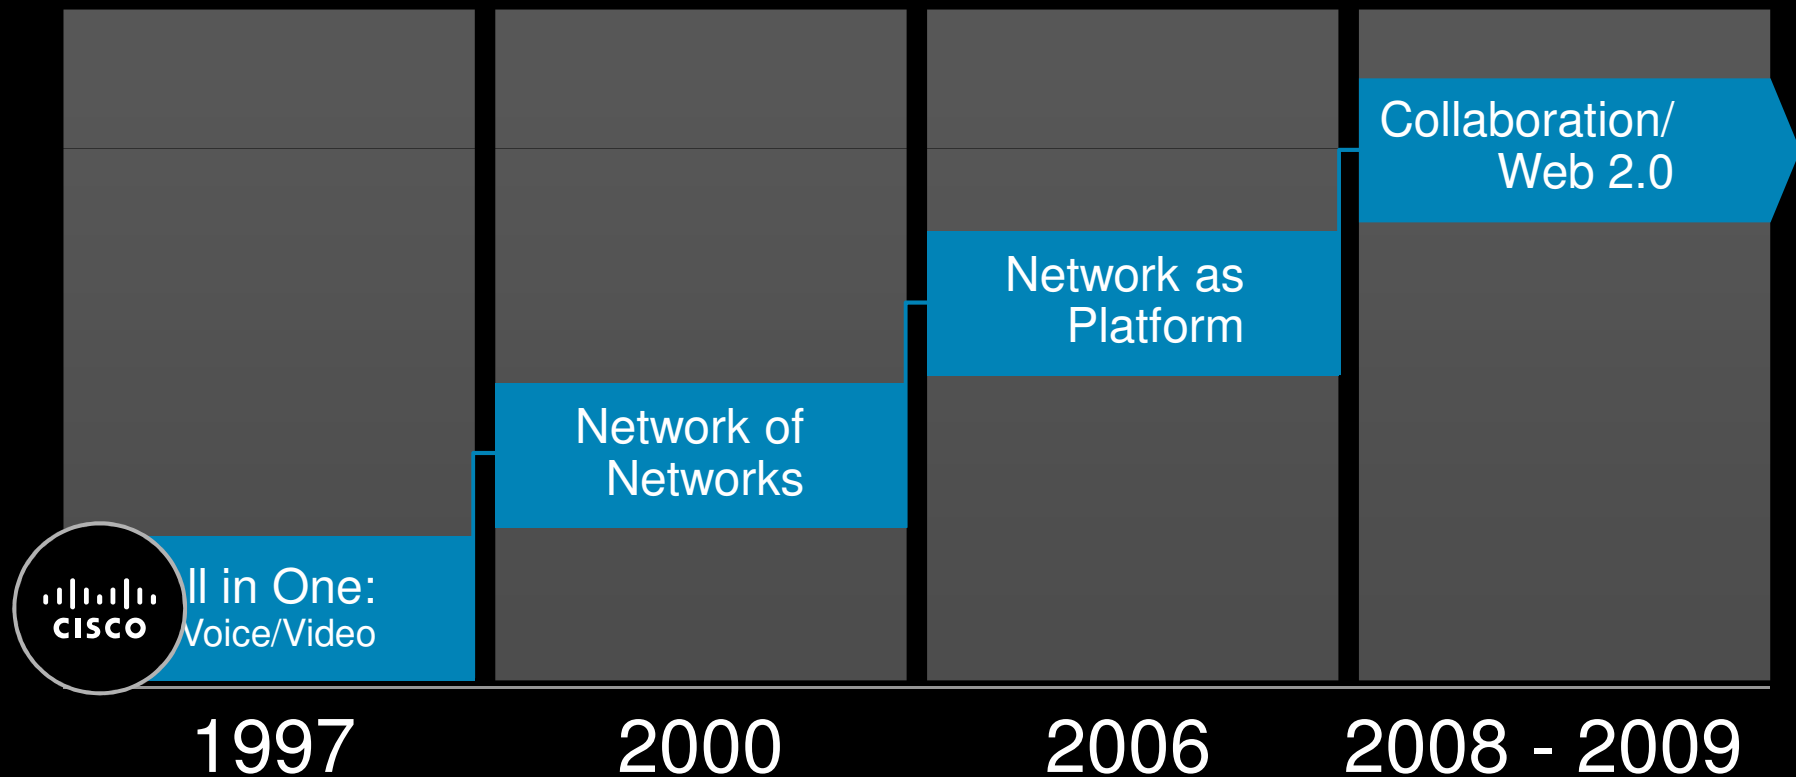 Collaboration/
Web 2.0
Network as
Platform
Network of
Networks
ll in One:
Voice/Video
CISCO
1997
2000
2006
2008 - 2009